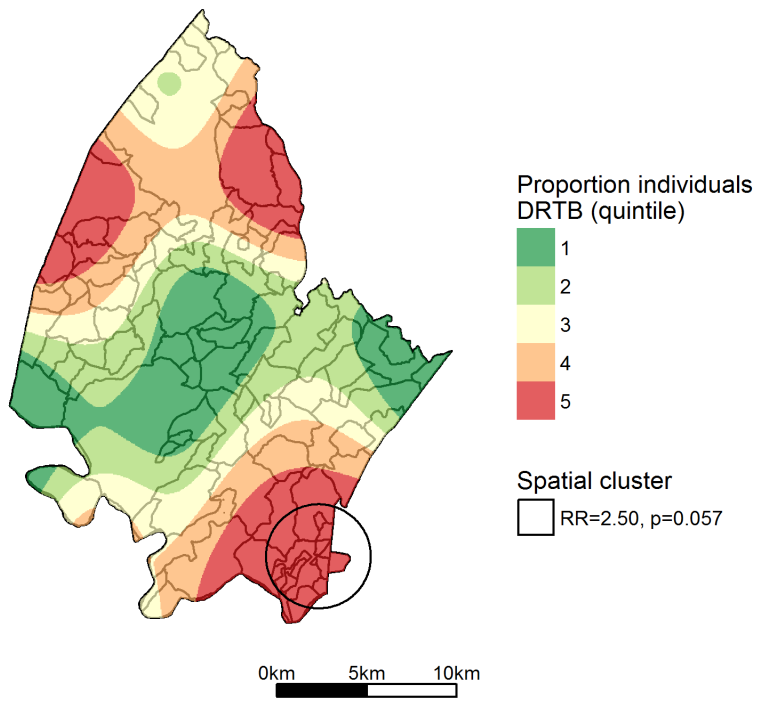 Proportion individuals
DRTB (quintile)
1
2
3
4
5
Spatial cluster
RR=2.50, p=0.057
0km 5km 10km